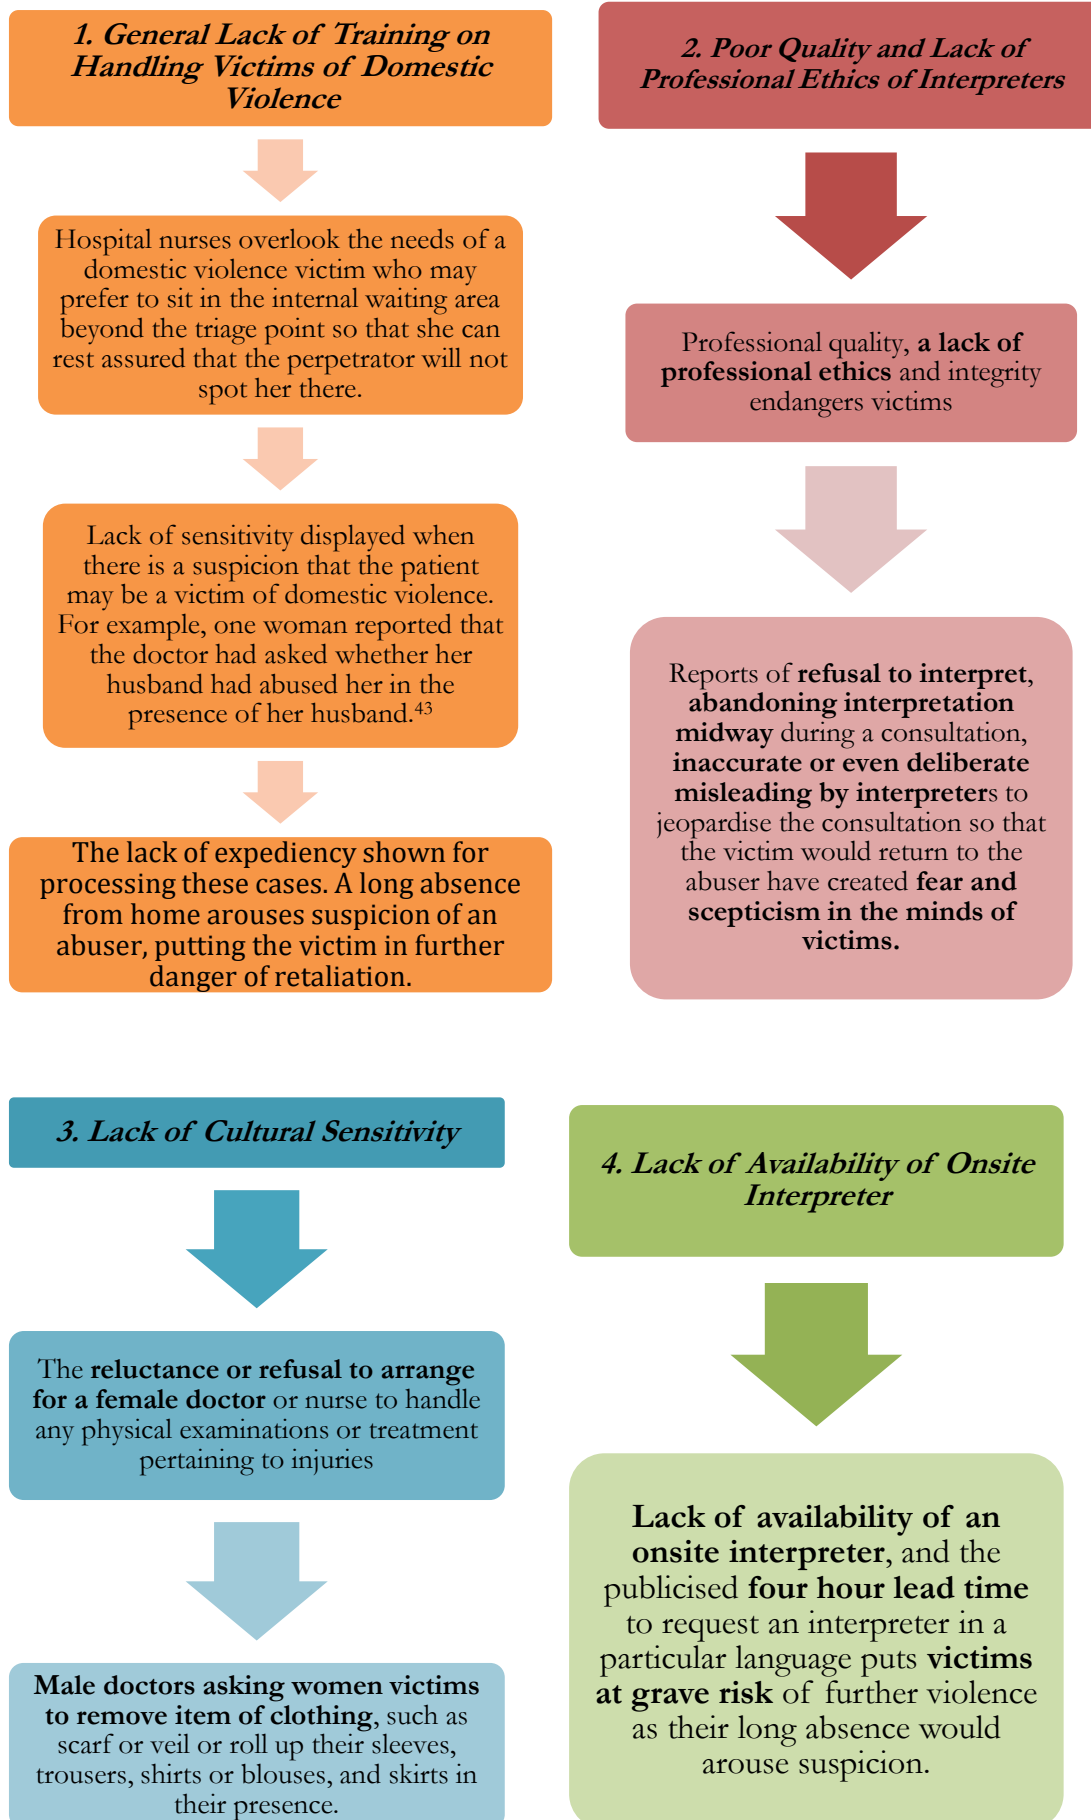 1. General Lack of Training on
Handling Victims of Domestic
Violence
Hospital nurses overlook the needs of a
domestic violence victim who may
prefer to sit in the internal waiting area
beyond the triage point so that she can
rest assured that the perpetrator will not
spot her there.
Lack of sensitivity displayed when
there is a suspicion that the patient
may be a victim of domestic violence.
For example, one woman reported that
the doctor had asked whether her
husband had abused her in the
presence of her husband.43
The lack of expediency shown for
processing these cases. A long absence
from home arouses suspicion of an
abuser, putting the victim in further
danger of retaliation.
2. Poor Quality and Lack of
Professional Ethics of Interpreters
Professional quality, a lack of
professional ethics and integrity
endangers victims
Reports of refusal to interpret,
abandoning interpretation
midway during a consultation,
inaccurate or even deliberate
misleading by interpreters to
jeopardise the consultation so that
the victim would return to the
abuser have created fear and
scepticism in the minds of
victims.
3. Lack of Cultural Sensitivity
The reluctance or refusal to arrange
for a female doctor or nurse to handle
any physical examinations or treatment
pertaining to injuries
Male doctors asking women victims
to remove item of clothing, such as
scarf or veil or roll up their sleeves,
trousers, shirts or blouses, and skirts in
their presence.
4. Lack of Availability of Onsite
Interpreter
Lack of availability of an
onsite interpreter, and the
publicised four hour lead time
to request an interpreter in a
particular language puts victims
at grave risk of further violence
as their long absence would
arouse suspicion.